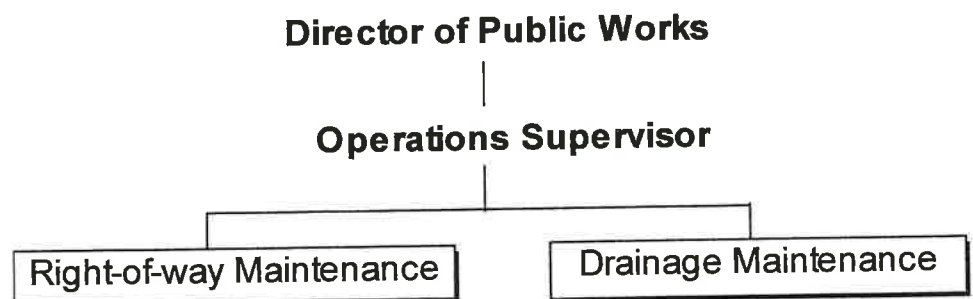 Director of Public Works
Operations Supervisor
Right-of-way Maintenance
Drainage Maintenance